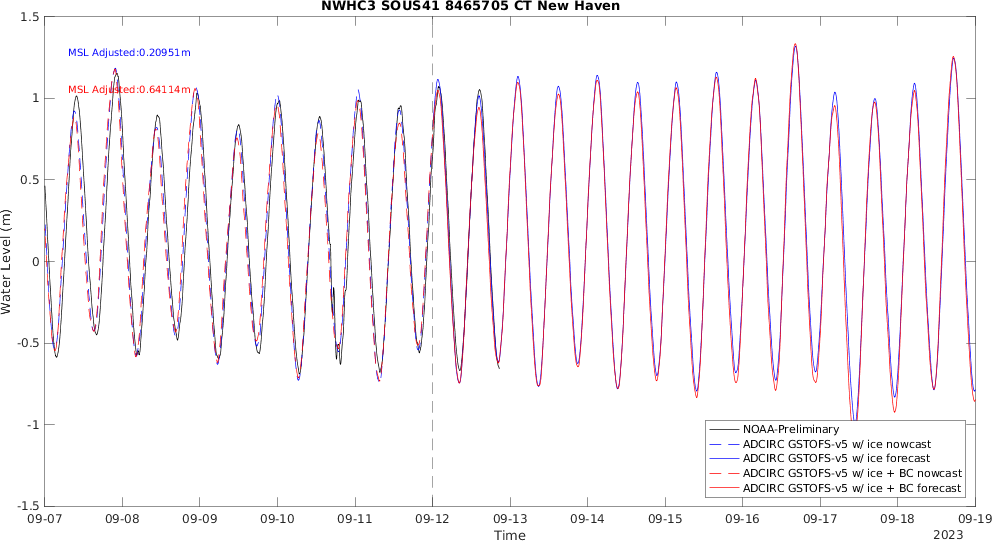 NWHC3 SOUS41 8465705 CT New Haven
1.5
MSL Adjusted:0.20951m
MSL Adjusted:0.64114m
1
0.5
0
-0.5
-1
-1.5
Water Level (m)
NOAA-Preliminary
ADCIRC GSTOFS-v5 w/ ice nowcast
ADCIRC GSTOFS-v5 w/ ice forecast
ADCIRC GSTOFS-v5 w/ ice + BC nowcast
ADCIRC GSTOFS-v5 w/ ice + BC forecast
09-07 09-08 09-09 09-10 09-11 09-12 09-13 09-14 09-15 09-16 09-17 09-18 09-19
Time
2023